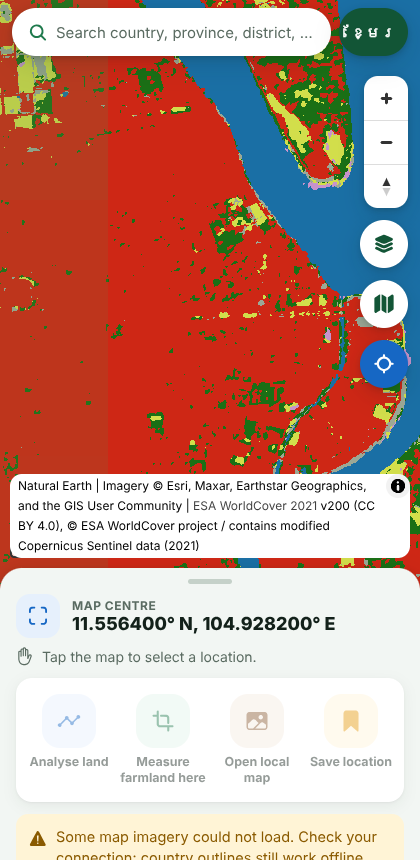 Search country, province, district, ...
ខ្មែរ
Natural Earth | Imagery © Esri, Maxar, Earthstar Geographics,
and the GIS User Community | ESA WorldCover 2021 v200 (CC
BY 4.0), © ESA WorldCover project / contains modified
Copernicus Sentinel data (2021)
MAP CENTRE
11.556400° N, 104.928200° E
Tap the map to select a location.
Analyse land
Measure
farmland here
Open local
map
Save location
Some map imagery could not load. Check your
connection; country outlines still work offline.